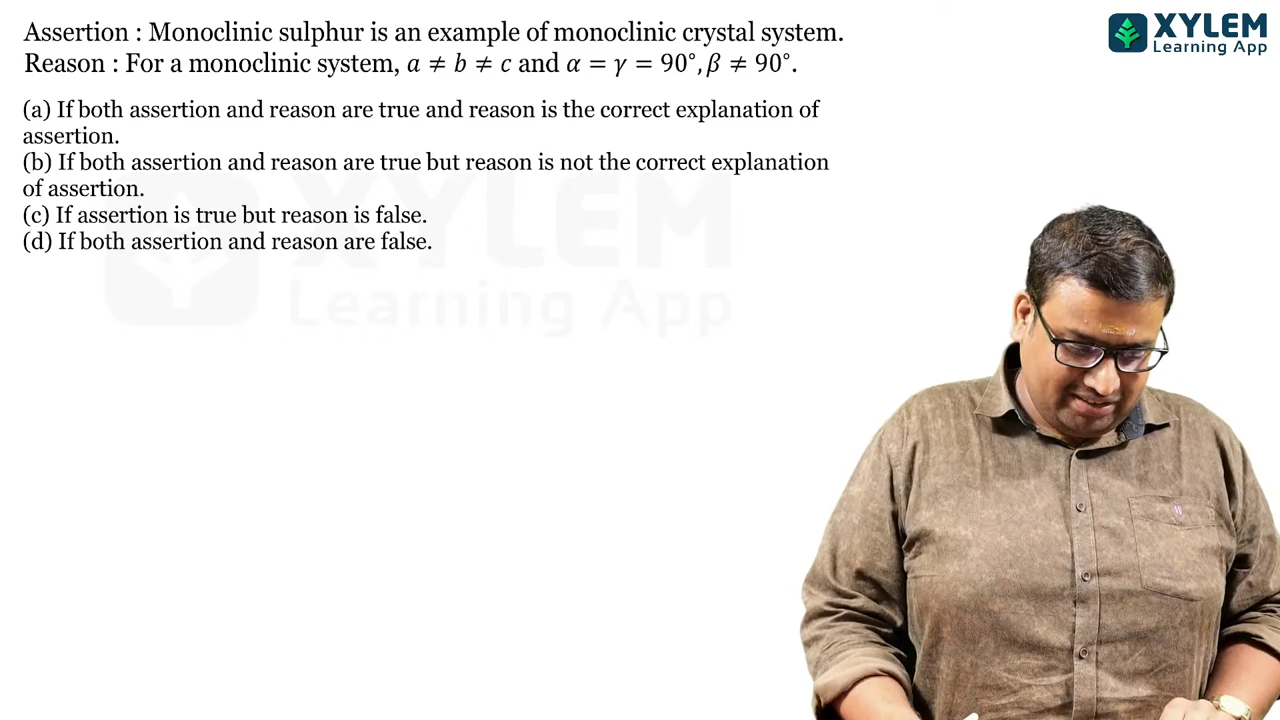 Assertion : Monoclinic sulphur is an example of monoclinic crystal system.
Reason : For a monoclinic system, a ≠ b ≠ c and α = γ = 90°, β ≠ 90°.
(a) If both assertion and reason are true and reason is the correct explanation of
assertion.
(b) If both assertion and reason are true but reason is not the correct explanation
of assertion.
(c) If assertion is true but reason is false.
(d) If both assertion and reason are false.
XYLEM
Learning App
XYLEM
Learning App